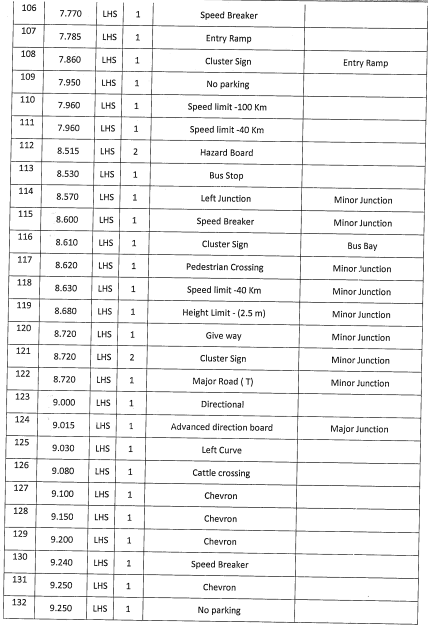 106 7.770 LHS 1 Speed Breaker
107 7.785 LHS 1 Entry Ramp
108 7.860 LHS 1 Cluster Sign Entry Ramp
109 7.950 LHS 1 No parking
110 7.960 LHS 1 Speed limit -100 Km
111 7.960 LHS 1 Speed limit -40 Km
112 8.515 LHS 2 Hazard Board
113 8.530 LHS 1 Bus Stop
114 8.570 LHS 1 Left Junction Minor Junction
115 8.600 LHS 1 Speed Breaker Minor Junction
116 8.610 LHS 1 Cluster Sign Bus Bay
117 8.620 LHS 1 Pedestrian Crossing Minor Junction
118 8.630 LHS 1 Speed limit -40 Km Minor Junction
119 8.680 LHS 1 Height Limit - (2.5 m) Minor Junction
120 8.720 LHS 1 Give way Minor Junction
121 8.720 LHS 2 Cluster Sign Minor Junction
122 8.720 LHS 1 Major Road ( T) Minor Junction
123 9.000 LHS 1 Directional
124 9.015 LHS 1 Advanced direction board Major Junction
125 9.030 LHS 1 Left Curve
126 9.080 LHS 1 Cattle crossing
127 9.100 LHS 1 Chevron
128 9.150 LHS 1 Chevron
129 9.200 LHS 1 Chevron
130 9.240 LHS 1 Speed Breaker
131 9.250 LHS 1 Chevron
132 9.250 LHS 1 No parking